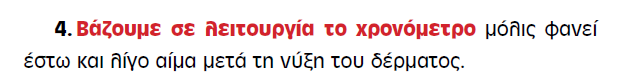 4. Βάζουμε σε λειτουργία το χρονόμετρο μόλις φανεί
έστω και λίγο αίμα μετά τη νύξη του δέρματος.